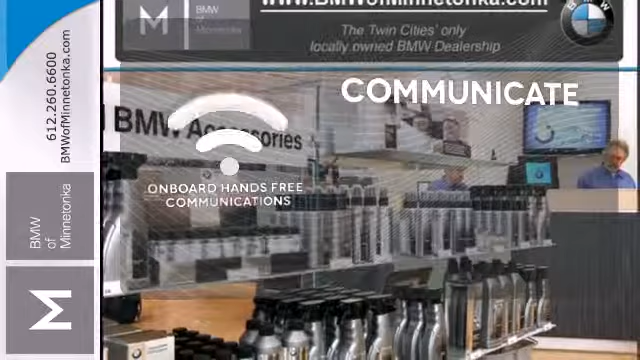 www.BMWofMinnetonka.com
M
BMW
of
Minnetonka
The Twin Cities' only
locally owned BMW Dealership
BMW
612.260.6600
BMWofMinnetonka.com
BMW
of
Minnetonka
M
COMMUNICATE
BMW Accessories
ONBOARD HANDS FREE
COMMUNICATIONS